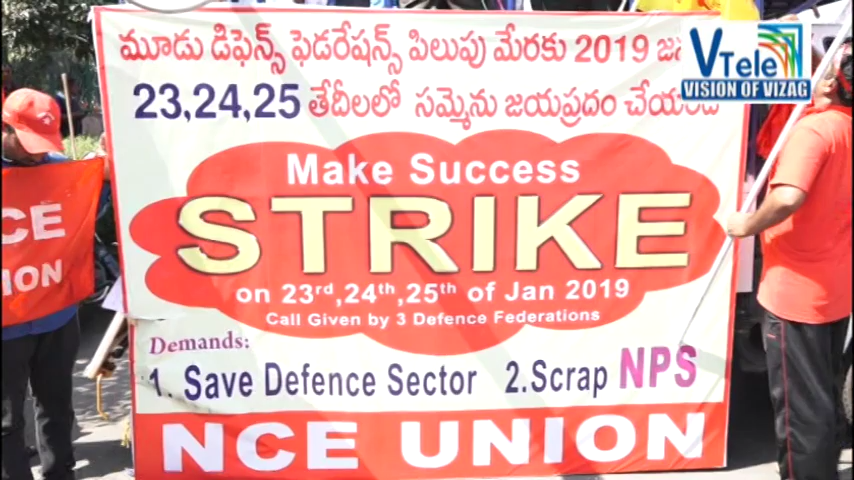 మూడు డిఫెన్స్ ఫెడరేషన్స్ పిలుపు మేరకు 2019
23,24,25 తేదీలలో సమ్మెను జయప్రదం చేయండి
Make Success
STRIKE
on 23rd,24th,25th of Jan 2019
Call Given by 3 Defence Federations
Demands:
1. Save Defence Sector 2.Scrap NPS
NCE UNION
NCE
ION
VTele
VISION OF VIZAG